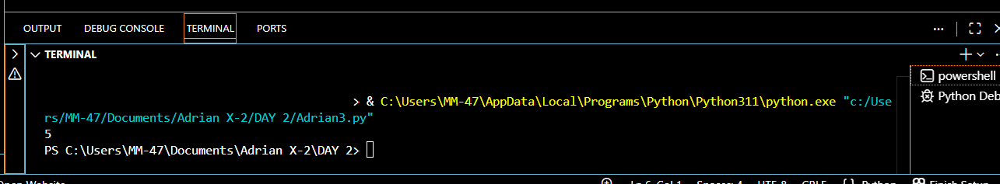 OUTPUT DEBUG CONSOLE TERMINAL PORTS
TERMINAL
> & C:\Users\MM-47\AppData\Local\Programs\Python\Python311\python.exe "c:/Use
rs/MM-47/Documents/Adrian X-2/DAY 2/Adrian3.py"
5
PS C:\Users\MM-47\Documents\Adrian X-2\DAY 2>
powershell
Python Deb